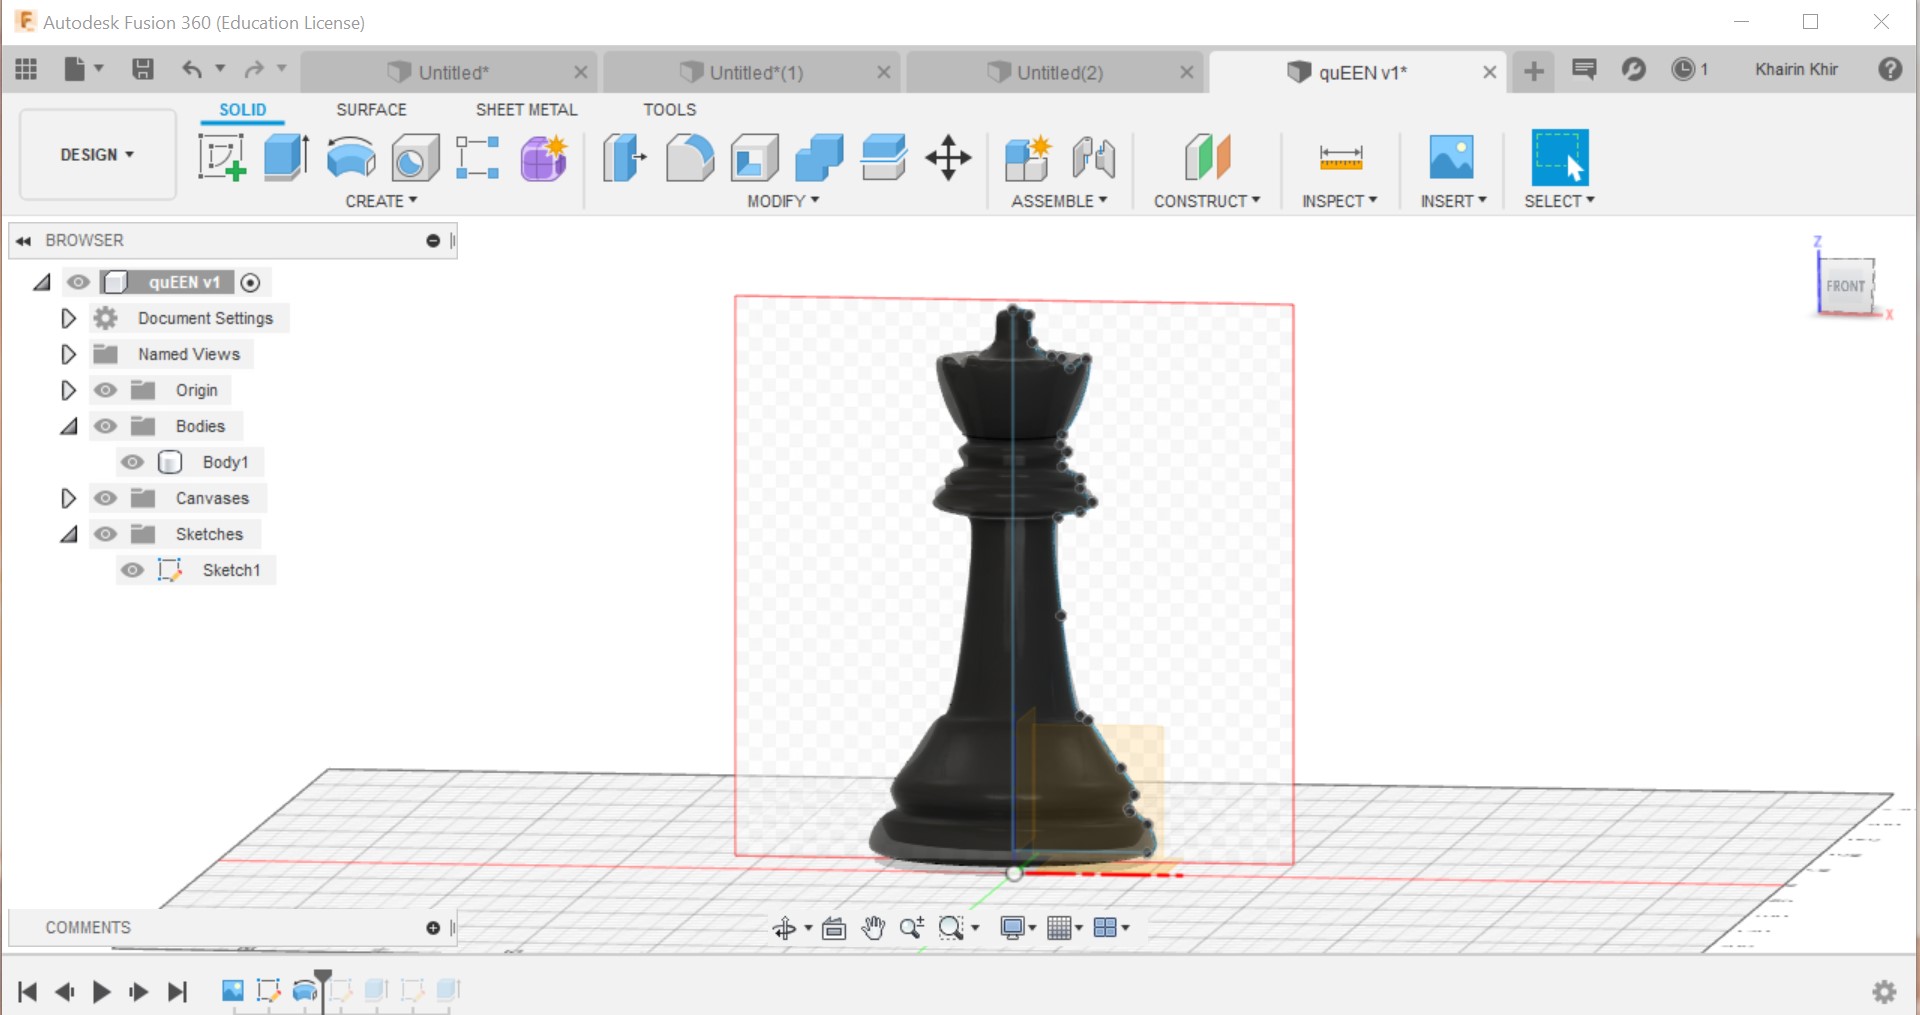 Autodesk Fusion 360 (Education License)
Untitled*
Untitled*(1)
Untitled(2)
quEEN v1*
1
Khairin Khir
DESIGN
SOLID
SURFACE
SHEET METAL
TOOLS
CREATE
MODIFY
ASSEMBLE
CONSTRUCT
INSPECT
INSERT
SELECT
BROWSER
quEEN v1
Document Settings
Named Views
Origin
Bodies
Body1
Canvases
Sketches
Sketch1
Z
FRONT
X
COMMENTS